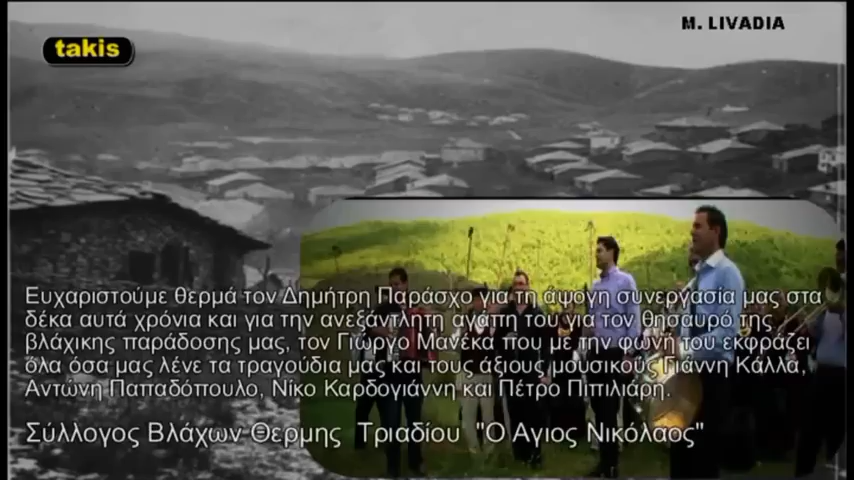 M. LIVADIA
takis
Ευχαριστούμε θερμά τον Δημήτρη Παράσχο για τη άψογη συνεργασία μας στα
δέκα αυτά χρόνια και για την ανεξάντλητη αγάπη του για τον θησαυρό της
βλάχικης παράδοσης μας, τον Γιώργο Μανέκα που με την φωνή του εκφράζει
όλα όσα μας λένε τα τραγούδια μας και τους άξιους μουσικούς Γιάννη Κάλλα,
Αντώνη Παπαδόπουλο, Νίκο Καρδογιάννη και Πέτρο Πιπιλιάρη.
Σύλλογος Βλάχων Θερμης Τριαδίου "Ο Αγιος Νικόλαος"